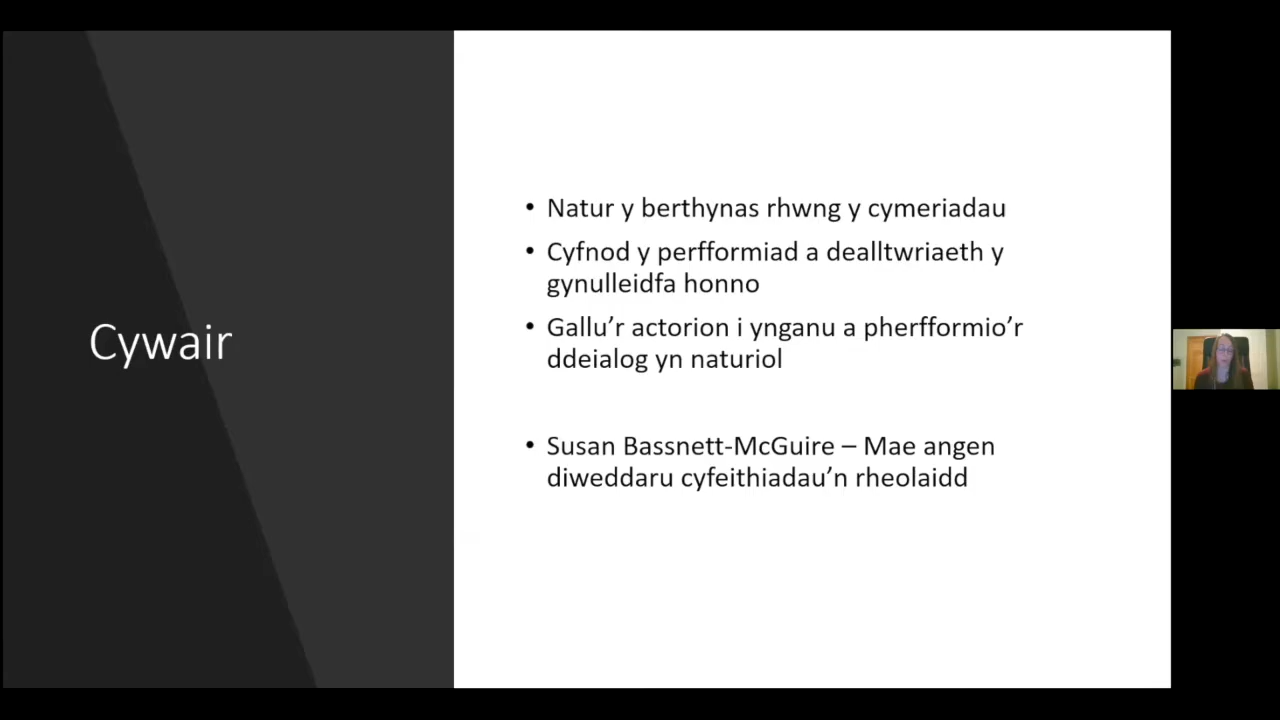 Cywair
• Natur y berthynas rhwng y cymeriadau
• Cyfnod y perfformiad a dealltwriaeth y
gynulleidfa honno
• Gallu’r actorion i ynganu a pherfformio’r
ddeialog yn naturiol
• Susan Bassnett-McGuire – Mae angen
diweddaru cyfeithiadau’n rheolaidd